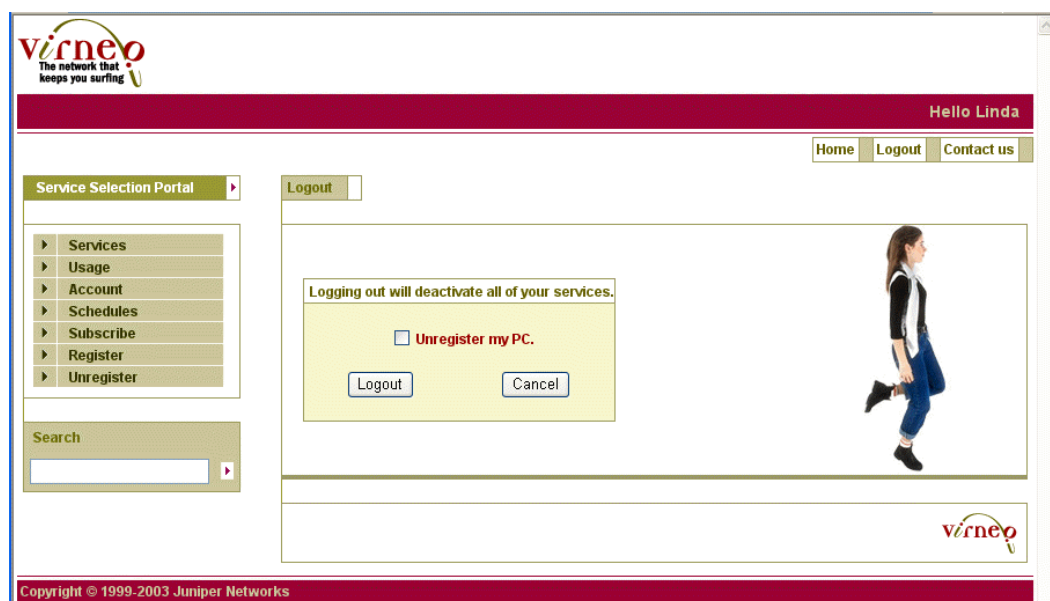 virneo
The network that
keeps you surfing
Hello Linda
Home Logout Contact us
Service Selection Portal
Services
Usage
Account
Schedules
Subscribe
Register
Unregister
Search
Logout
Logging out will deactivate all of your services.
Unregister my PC.
Logout Cancel
virneo
Copyright © 1999-2003 Juniper Networks